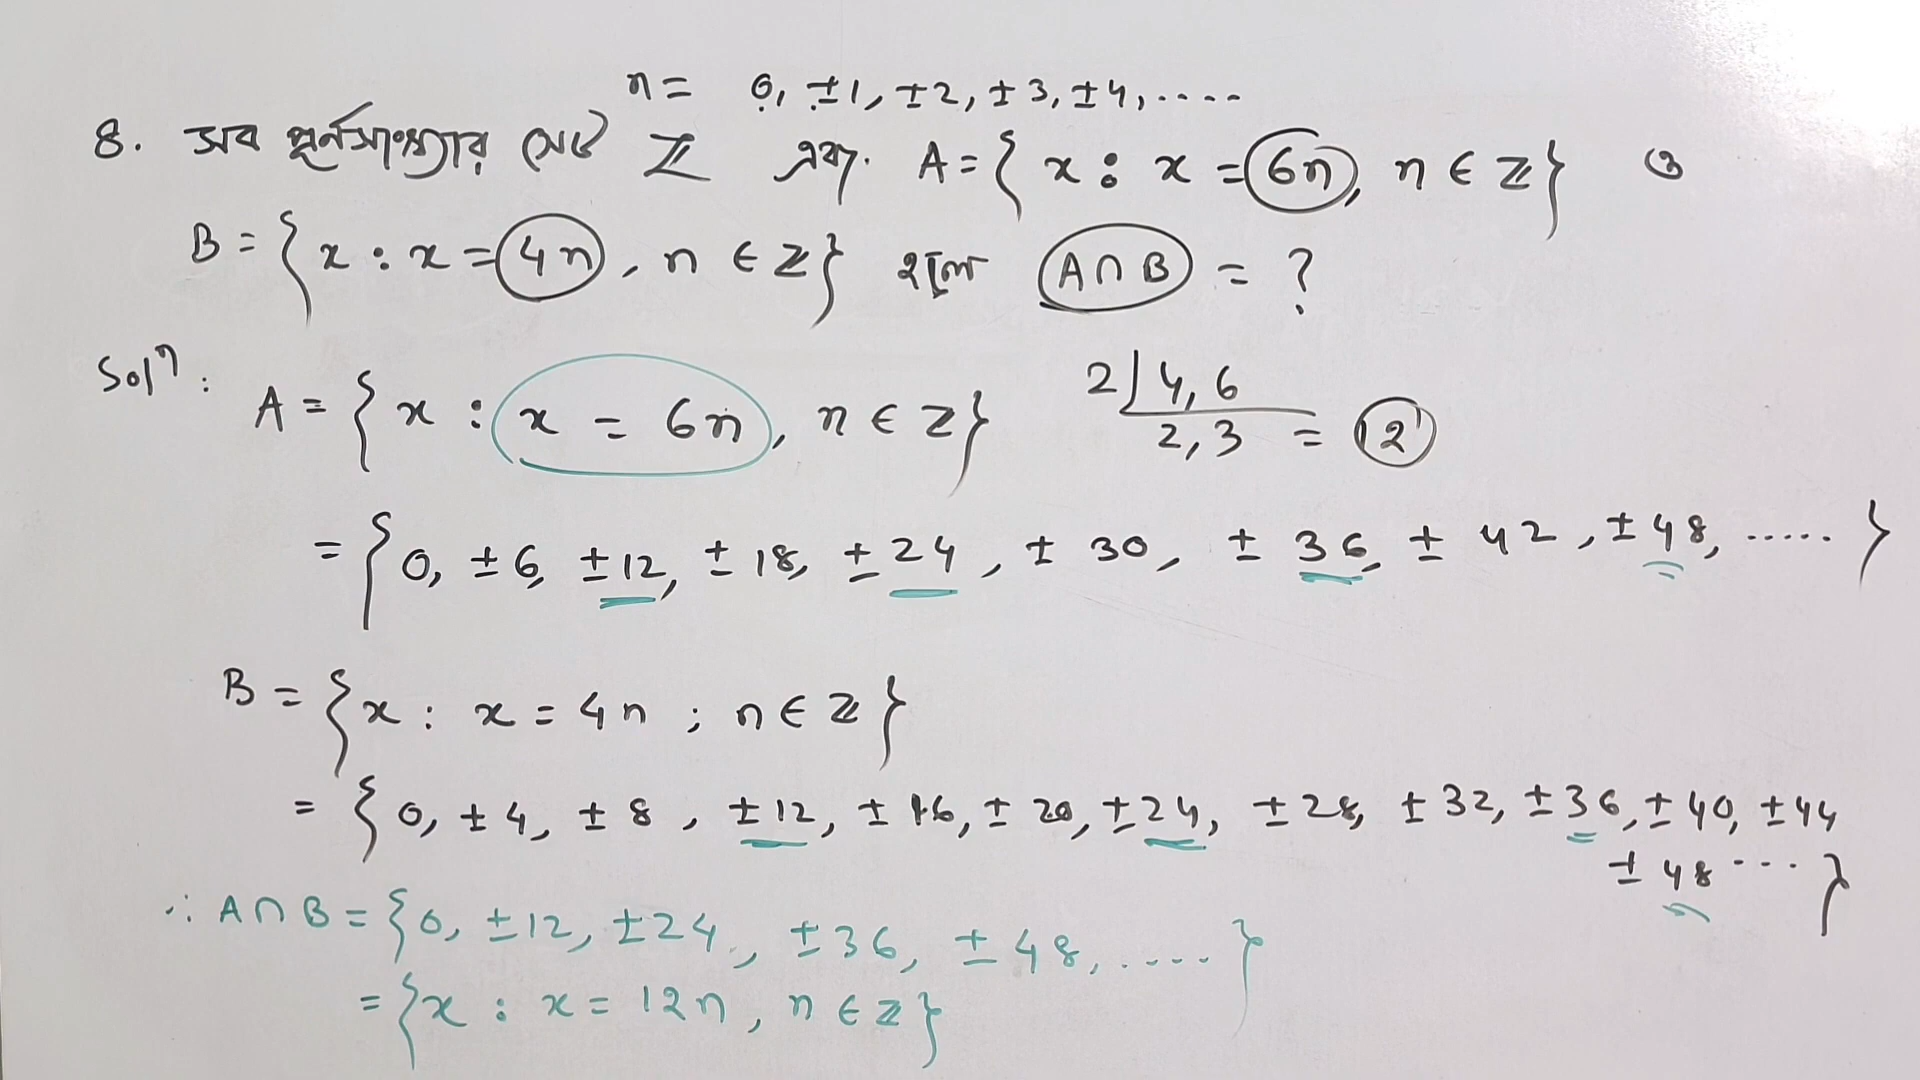 n = 0, ±1, ±2, ±3, ±4, ....
8. সব পূর্নসংখ্যার সেট ℤ এবং A = { x : x = 6n, n ∈ ℤ } ও
B = { x : x = 4n, n ∈ ℤ } হলে A ∩ B = ?
Solⁿ:
A = { x : x = 6n, n ∈ ℤ }
2 | 4, 6
2, 3 = 12
= { 0, ±6, ±12, ±18, ±24, ±30, ±36, ±42, ±48, ..... }
B = { x : x = 4n ; n ∈ ℤ }
= { 0, ±4, ±8, ±12, ±16, ±20, ±24, ±28, ±32, ±36, ±40, ±44
±48 ... }
∴ A ∩ B = { 0, ±12, ±24, ±36, ±48, ..... }
= { x : x = 12n, n ∈ ℤ }